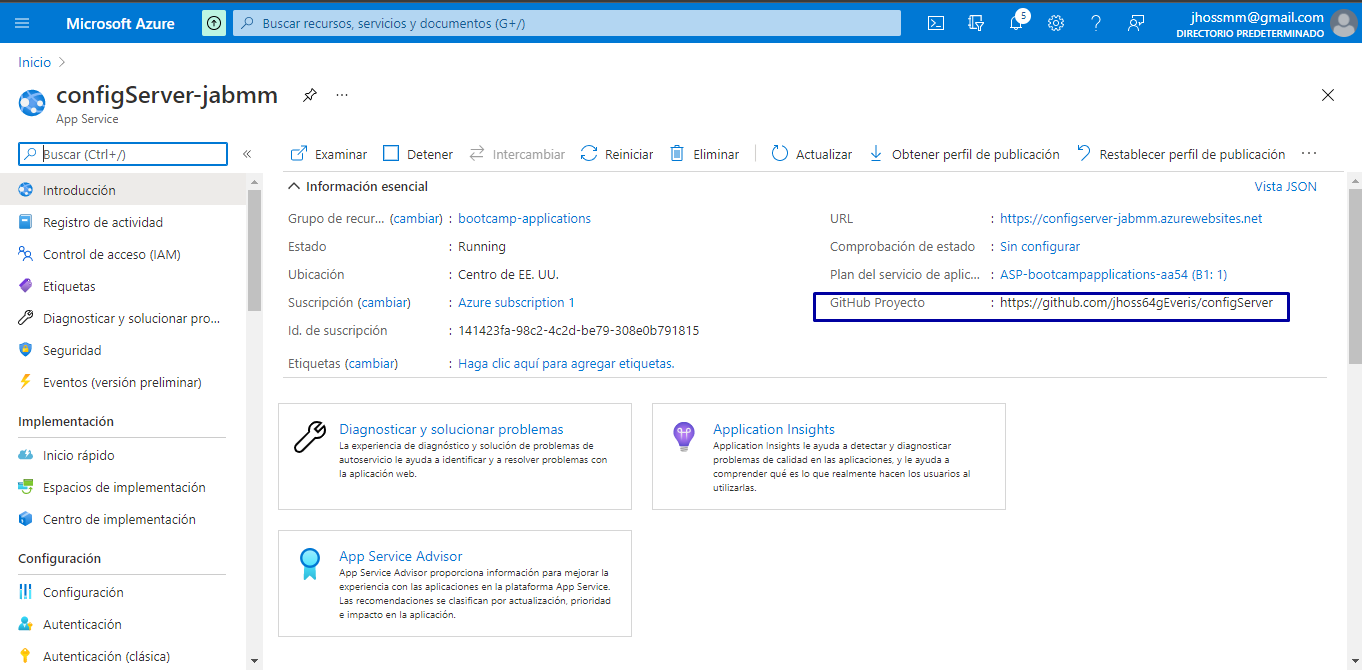 Microsoft Azure
Buscar recursos, servicios y documentos (G+/)
5
jhossmm@gmail.com
DIRECTORIO PREDETERMINADO
Inicio
configServer-jabmm
App Service
Buscar (Ctrl+/)
Introducción
Registro de actividad
Control de acceso (IAM)
Etiquetas
Diagnosticar y solucionar pro...
Seguridad
Eventos (versión preliminar)
Implementación
Inicio rápido
Espacios de implementación
Centro de implementación
Configuración
Configuración
Autenticación
Autenticación (clásica)
Examinar Detener Intercambiar Reiniciar Eliminar Actualizar Obtener perfil de publicación Restablecer perfil de publicación
Información esencial
Vista JSON
Grupo de recur... (cambiar) : bootcamp-applications
Estado : Running
Ubicación : Centro de EE. UU.
Suscripción (cambiar) : Azure subscription 1
Id. de suscripción : 141423fa-98c2-4c2d-be79-308e0b791815
Etiquetas (cambiar) : Haga clic aquí para agregar etiquetas.
URL : https://configserver-jabmm.azurewebsites.net
Comprobación de estado : Sin configurar
Plan del servicio de aplic... : ASP-bootcampapplications-aa54 (B1: 1)
GitHub Proyecto : https://github.com/jhoss64gEveris/configServer
Diagnosticar y solucionar problemas
La experiencia de diagnóstico y solución de problemas de
autoservicio le ayuda a identificar y a resolver problemas con
la aplicación web.
Application Insights
Application Insights le ayuda a detectar y diagnosticar
problemas de calidad en las aplicaciones, y le ayuda a
comprender qué es lo que realmente hacen los usuarios al
utilizarlas.
App Service Advisor
App Service Advisor proporciona información para mejorar la
experiencia con las aplicaciones en la plataforma App Service.
Las recomendaciones se clasifican por actualización, prioridad
e impacto en la aplicación.